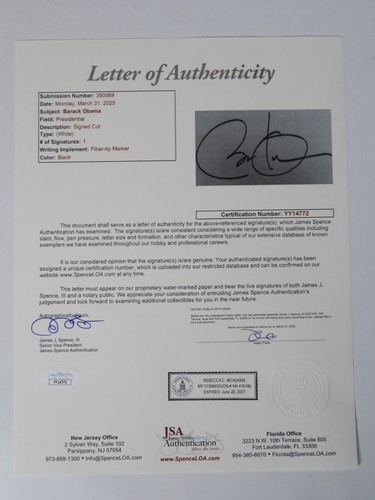 Letter of Authenticity
Submission Number: 350069
Date: Monday, March 31, 2025
Subject: Barack Obama
Field: Presidential
Description: Signed Cut
Type: (White)
# of Signatures: 1
Writing Implement: Fiber-tip Marker
Color: Black
Certification Number: YY14772
This document shall serve as a letter of authenticity for the above-referenced signature(s), which James Spence
Authentication has examined. The signature(s) is/are consistent considering a wide range of specific qualities including
slant, flow, pen pressure, letter size and formation, and other characteristics typical of our extensive database of known
exemplars we have examined throughout our hobby and professional careers.
It is our considered opinion that the signature(s) is/are genuine. Your authenticated signature(s) has been
assigned a unique certification number, which is uploaded into our restricted database and can be confirmed on our
website www.SpenceLOA.com at any time.
This letter must appear on our proprietary water-marked paper and bear the live signatures of both James J.
Spence, III and a notary public. We appreciate your consideration of entrusting James Spence Authentication's
judgement and look forward to examining additional collectibles for you in the near future.
Autographically yours,
James J. Spence, III
Senior Vice President
James Spence Authentication
YY14772
REBECCA C. MCADAMS
EXPIRES: June 28, 2027
New Jersey Office
2 Sylvan Way, Suite 102
Parsippany, NJ 07054
973-898-1300 • Info@SpenceLOA.com
JSA
James Spence
Authentication
www.SpenceLOA.com
Florida Office
3223 N.W. 10th Terrace, Suite 605
Fort Lauderdale, FL 33309
954-380-8670 • Info@SpenceLOA.com